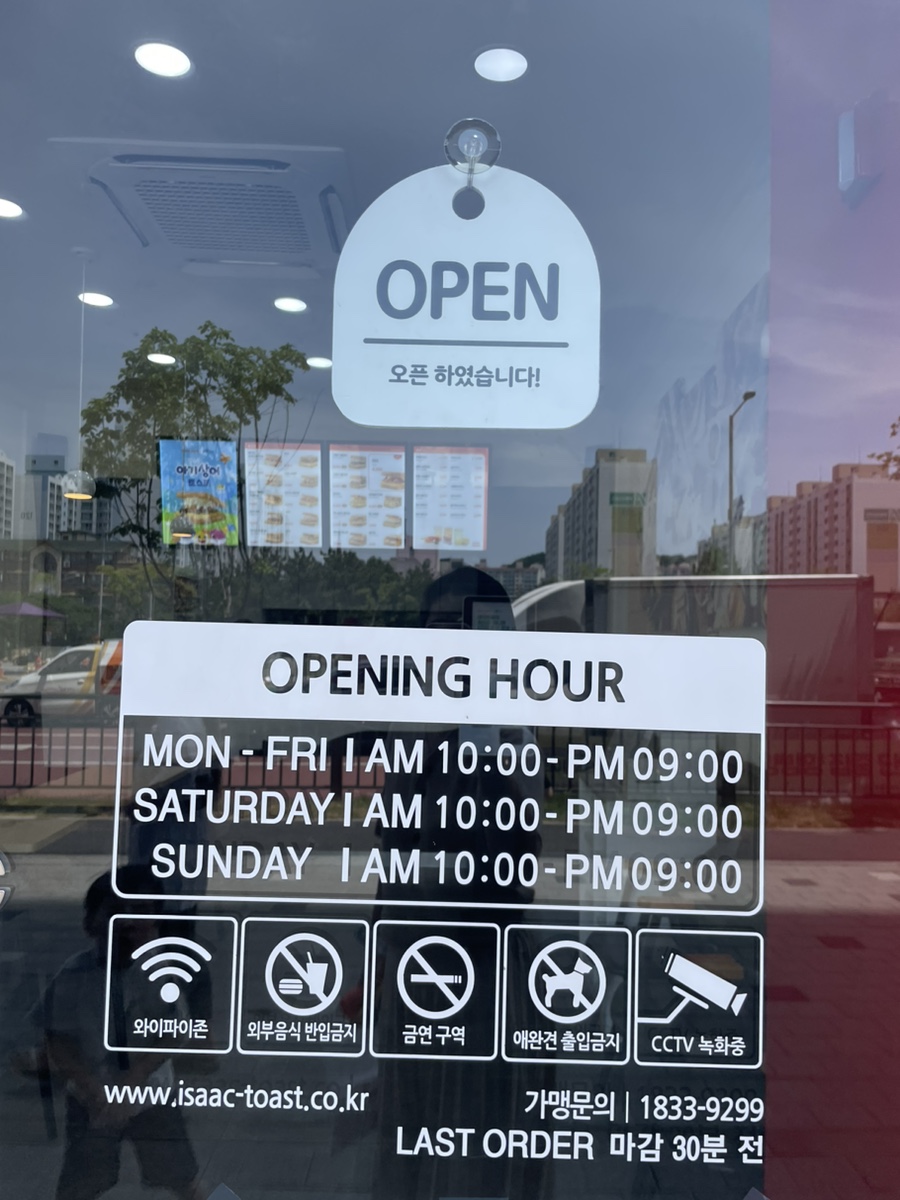 OPEN
오픈 하였습니다!
아기상어
OPENING HOUR
MON - FRI | AM 10:00 - PM 09:00
SATURDAY | AM 10:00 - PM 09:00
SUNDAY | AM 10:00 - PM 09:00
와이파이존
외부음식 반입금지
금연 구역
애완견 출입금지
CCTV 녹화중
www.isaac-toast.co.kr
가맹문의 | 1833-9299
LAST ORDER 마감 30분 전